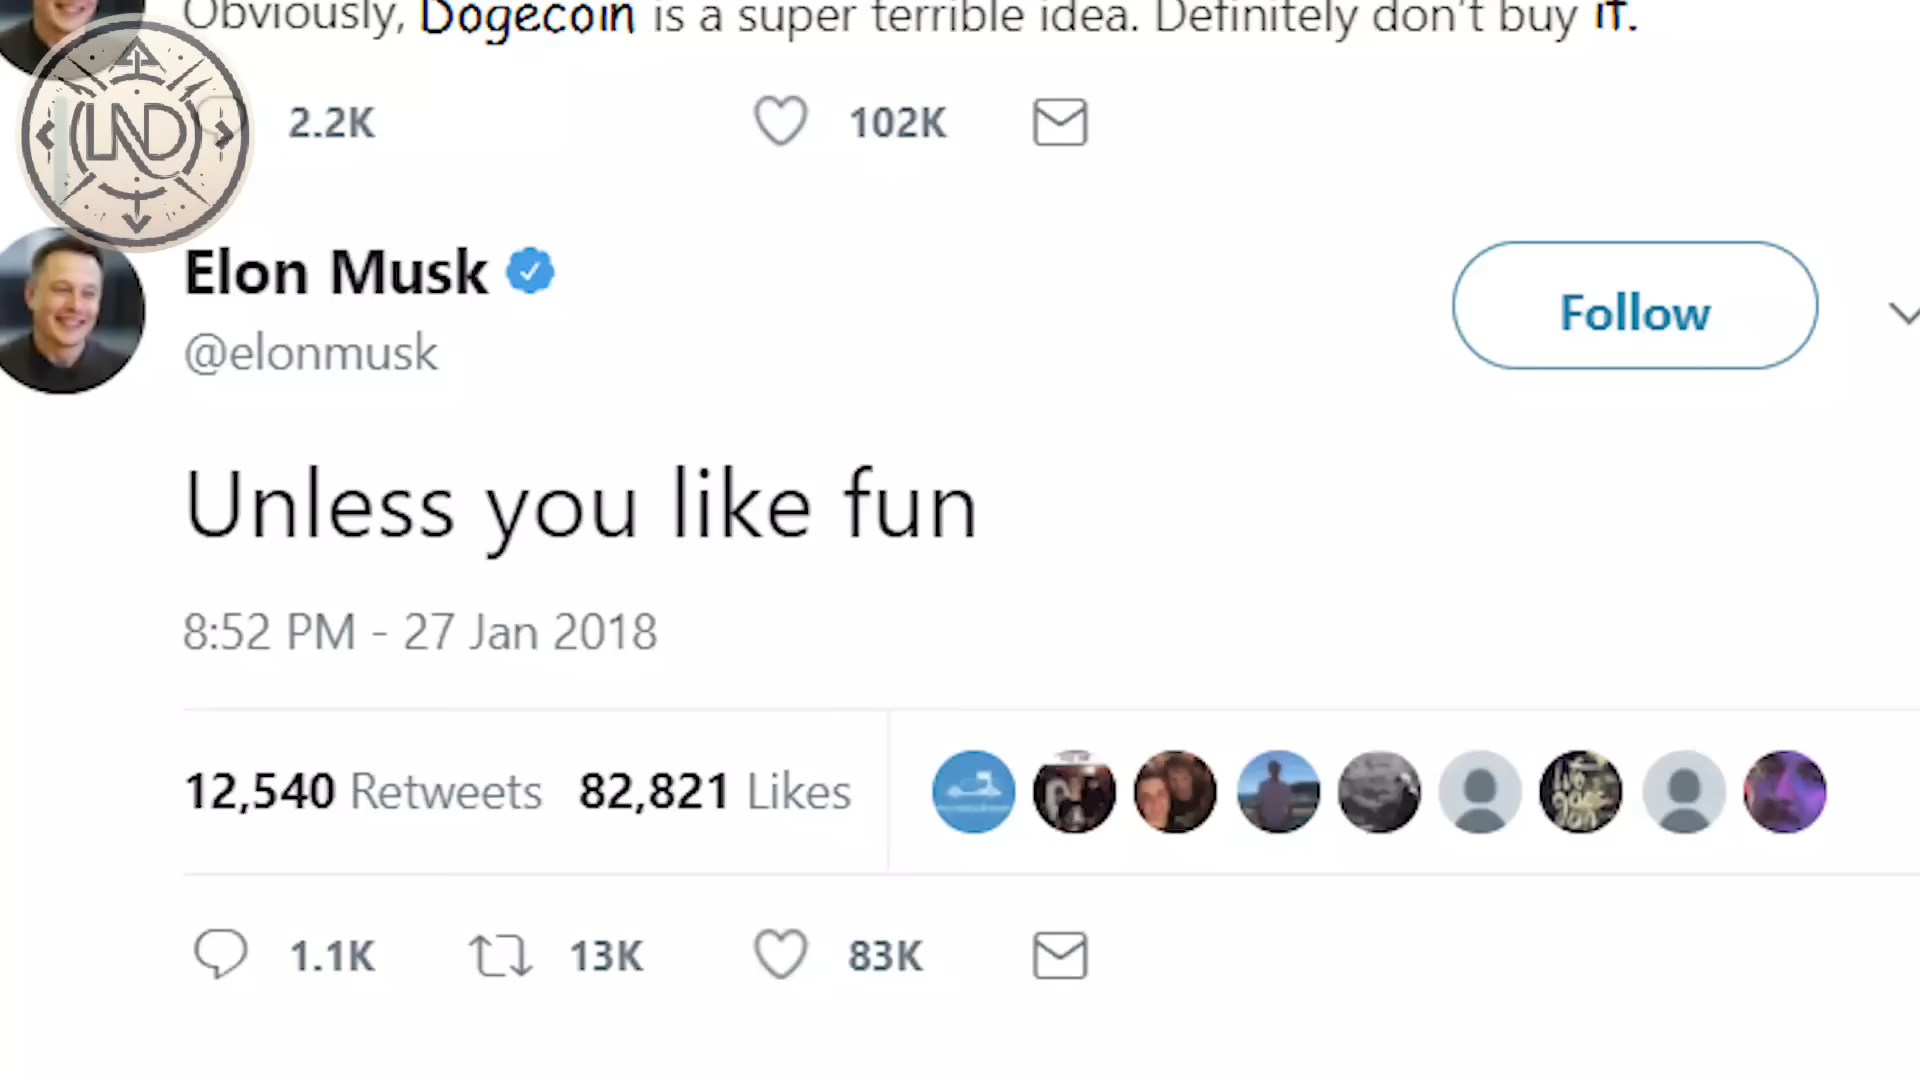 Obviously, Dogecoin is a super terrible idea. Definitely don't buy it.
2.2K 102K
LND
Elon Musk
@elonmusk
Follow
Unless you like fun
8:52 PM - 27 Jan 2018
12,540 Retweets 82,821 Likes
1.1K 13K 83K